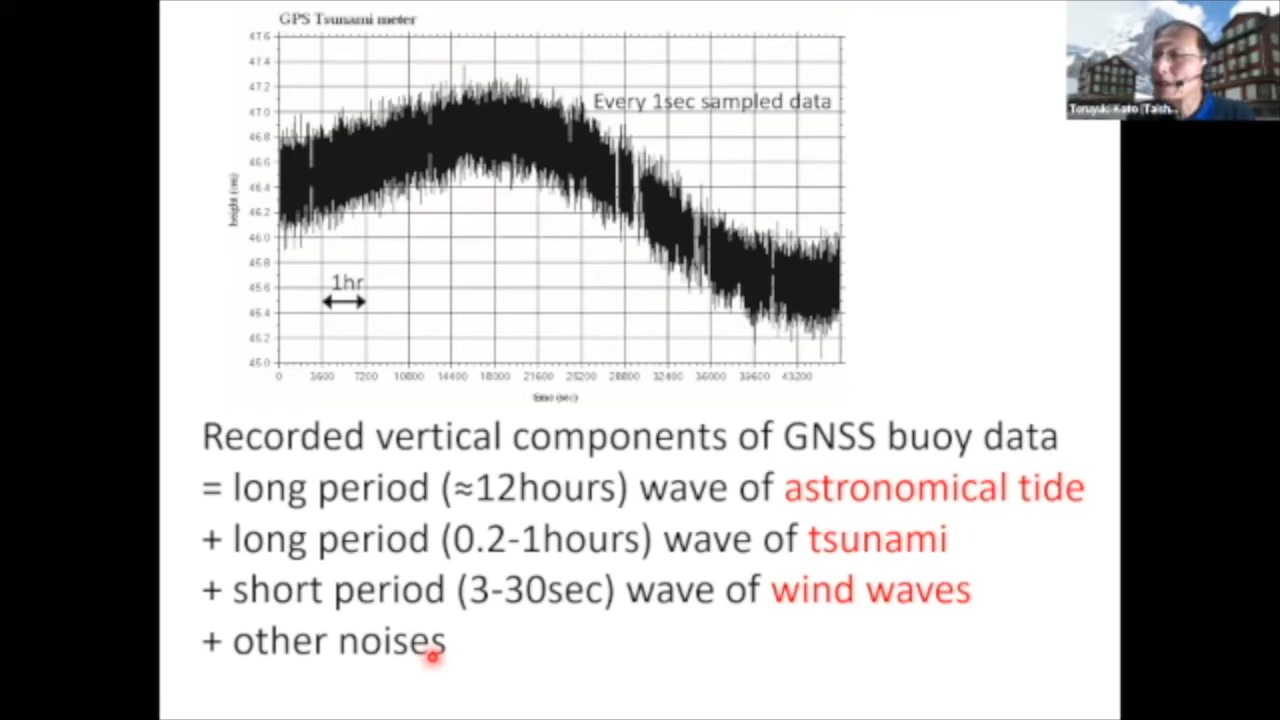 GPS Tsunami meter
Every 1sec sampled data
47.6
47.4
47.2
47.0
46.8
46.6
46.4
46.2
46.0
45.8
45.6
45.4
45.2
45.0
1hr
0 3600 7200 10800 14400 18000 21600 25200 28800 32400 36000 39600 43200
time (sec)
Recorded vertical components of GNSS buoy data
= long period (≈12hours) wave of astronomical tide
+ long period (0.2-1hours) wave of tsunami
+ short period (3-30sec) wave of wind waves
+ other noises